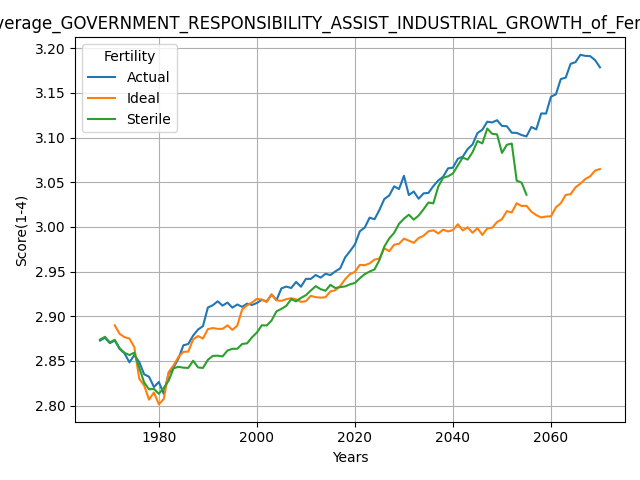 verage_GOVERNMENT_RESPONSIBILITY_ASSIST_INDUSTRIAL_GROWTH_of_Fer
Fertility
Actual
Ideal
Sterile
Score(1-4)
3.20
3.15
3.10
3.05
3.00
2.95
2.90
2.85
2.80
1980 2000 2020 2040 2060
Years